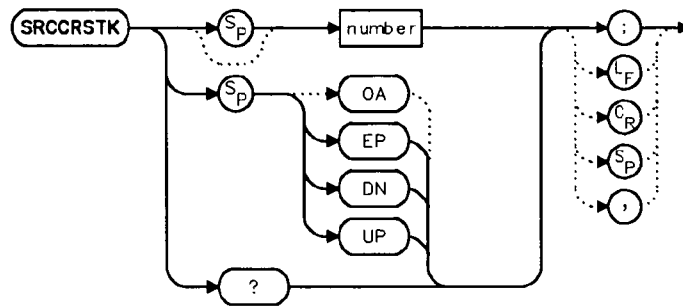 SRCCRSTK SP number ;
LF
SP OA
CR
EP
SP
DN
,
UP
?